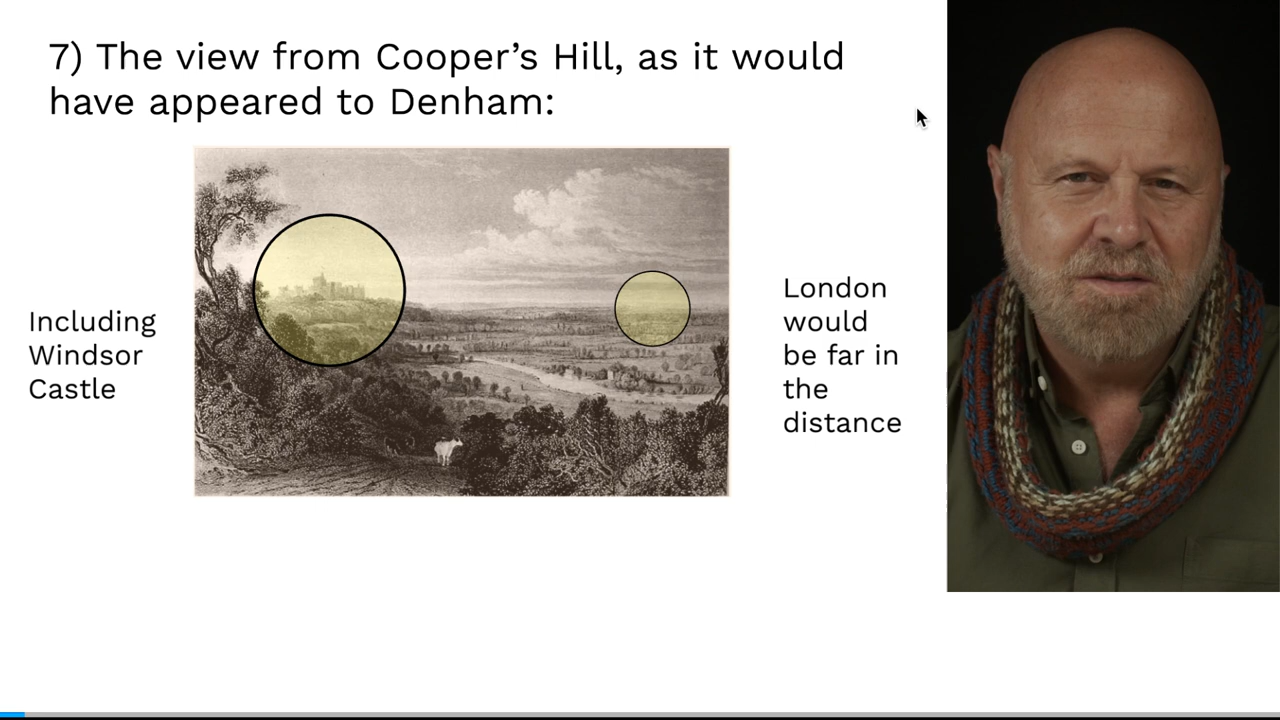 7) The view from Cooper’s Hill, as it would
have appeared to Denham:
Including
Windsor
Castle
London
would
be far in
the
distance